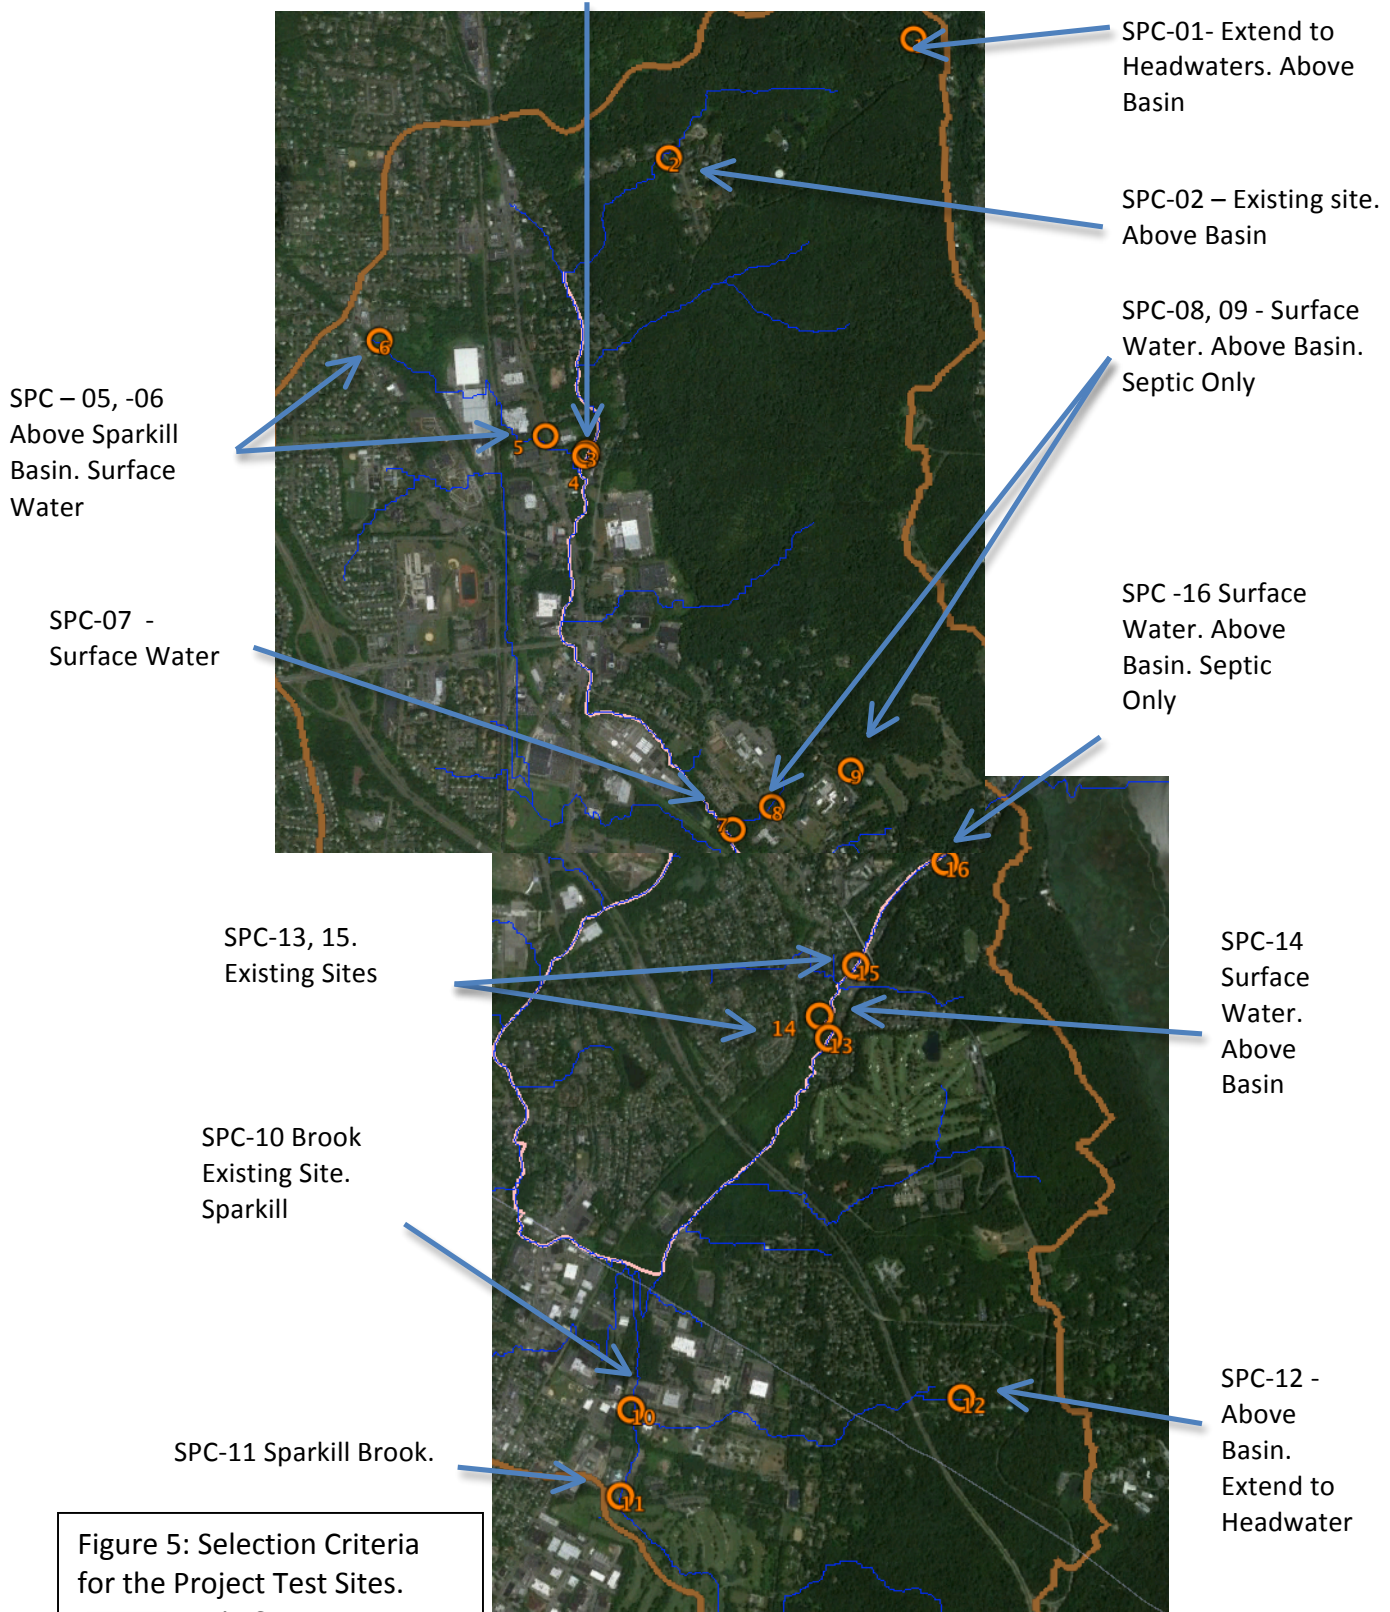 SPC-01- Extend to
Headwaters. Above
Basin
SPC-02 – Existing site.
Above Basin
SPC-08, 09 - Surface
Water. Above Basin.
Septic Only
SPC – 05, -06
Above Sparkill
Basin. Surface
Water
SPC-07 -
Surface Water
SPC -16 Surface
Water. Above
Basin. Septic
Only
SPC-13, 15.
Existing Sites
SPC-14
Surface
Water.
Above
Basin
SPC-10 Brook
Existing Site.
Sparkill
SPC-11 Sparkill Brook.
SPC-12 -
Above
Basin.
Extend to
Headwater
Figure 5: Selection Criteria
for the Project Test Sites.
1
2
6
5
3
4
9
8
7
16
15
14
13
10
12
11